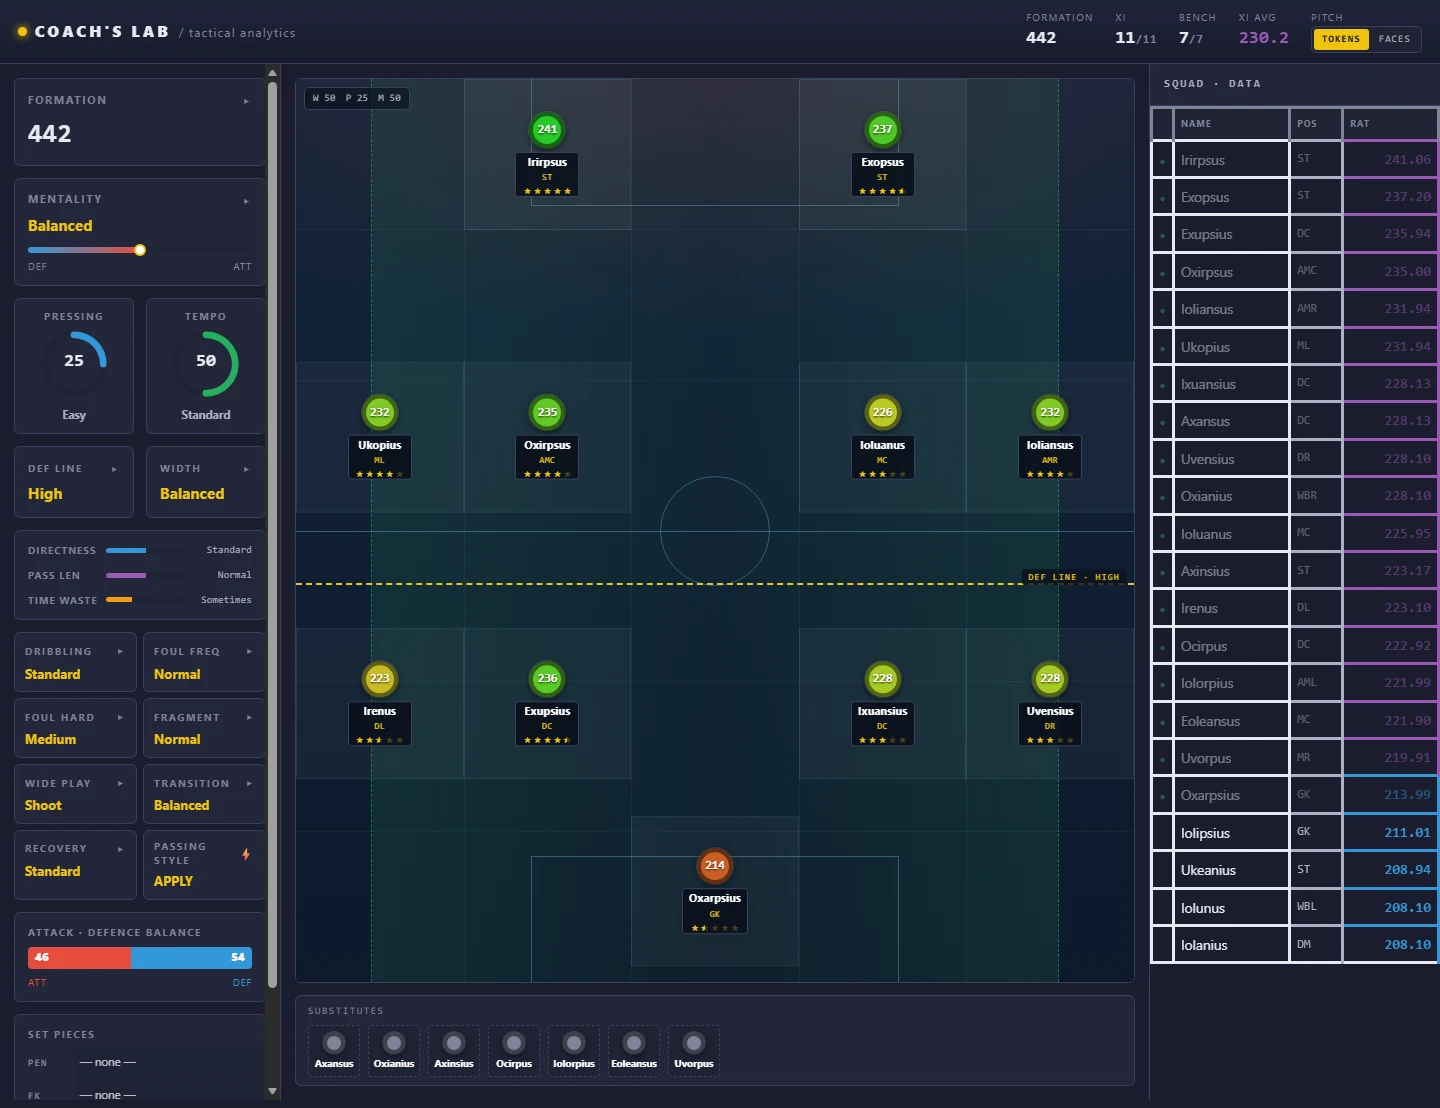 COACH'S LAB / tactical analytics
FORMATION XI BENCH XI AVG PITCH
442 11/11 7/7 230.2 TOKENS FACES
FORMATION ▸
442
MENTALITY ▸
Balanced
DEF ATT
PRESSING TEMPO
25 50
Easy Standard
DEF LINE ▸ WIDTH ▸
High Balanced
DIRECTNESS Standard
PASS LEN Normal
TIME WASTE Sometimes
DRIBBLING ▸ FOUL FREQ ▸
Standard Normal
FOUL HARD ▸ FRAGMENT ▸
Medium Normal
WIDE PLAY ▸ TRANSITION ▸
Shoot Balanced
RECOVERY ▸ PASSING STYLE
Standard APPLY
ATTACK · DEFENCE BALANCE
46 54
ATT DEF
SET PIECES
PEN — none —
FK — none —
W 50 P 25 M 50
241 237
Irirpsus Exopsus
ST ST
232 235 226 232
Ukopius Oxirpsus Ioluanus Ioliansus
ML AMC MC AMR
DEF LINE · HIGH
223 236 228 228
Irenus Exupsius Ixuansius Uvensius
DL DC DC DR
214
Oxarpsius
GK
SUBSTITUTES
Axansus Oxianius Axinsius Ocirpus Iolorpius Eoleansus Uvorpus
SQUAD · DATA
NAME POS RAT
Irirpsus ST 241.06
Exopsus ST 237.20
Exupsius DC 235.94
Oxirpsus AMC 235.00
Ioliansus AMR 231.94
Ukopius ML 231.94
Ixuansius DC 228.13
Axansus DC 228.13
Uvensius DR 228.10
Oxianius WBR 228.10
Ioluanus MC 225.95
Axinsius ST 223.17
Irenus DL 223.10
Ocirpus DC 222.92
Iolorpius AML 221.99
Eoleansus MC 221.90
Uvorpus MR 219.91
Oxarpsius GK 213.99
Iolipsius GK 211.01
Ukeanius ST 208.94
Iolunus WBL 208.10
Iolanius DM 208.10